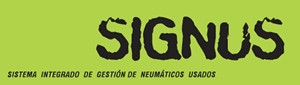 SIGNUS
SISTEMA INTEGRADO DE GESTIÓN DE NEUMÁTICOS USADOS